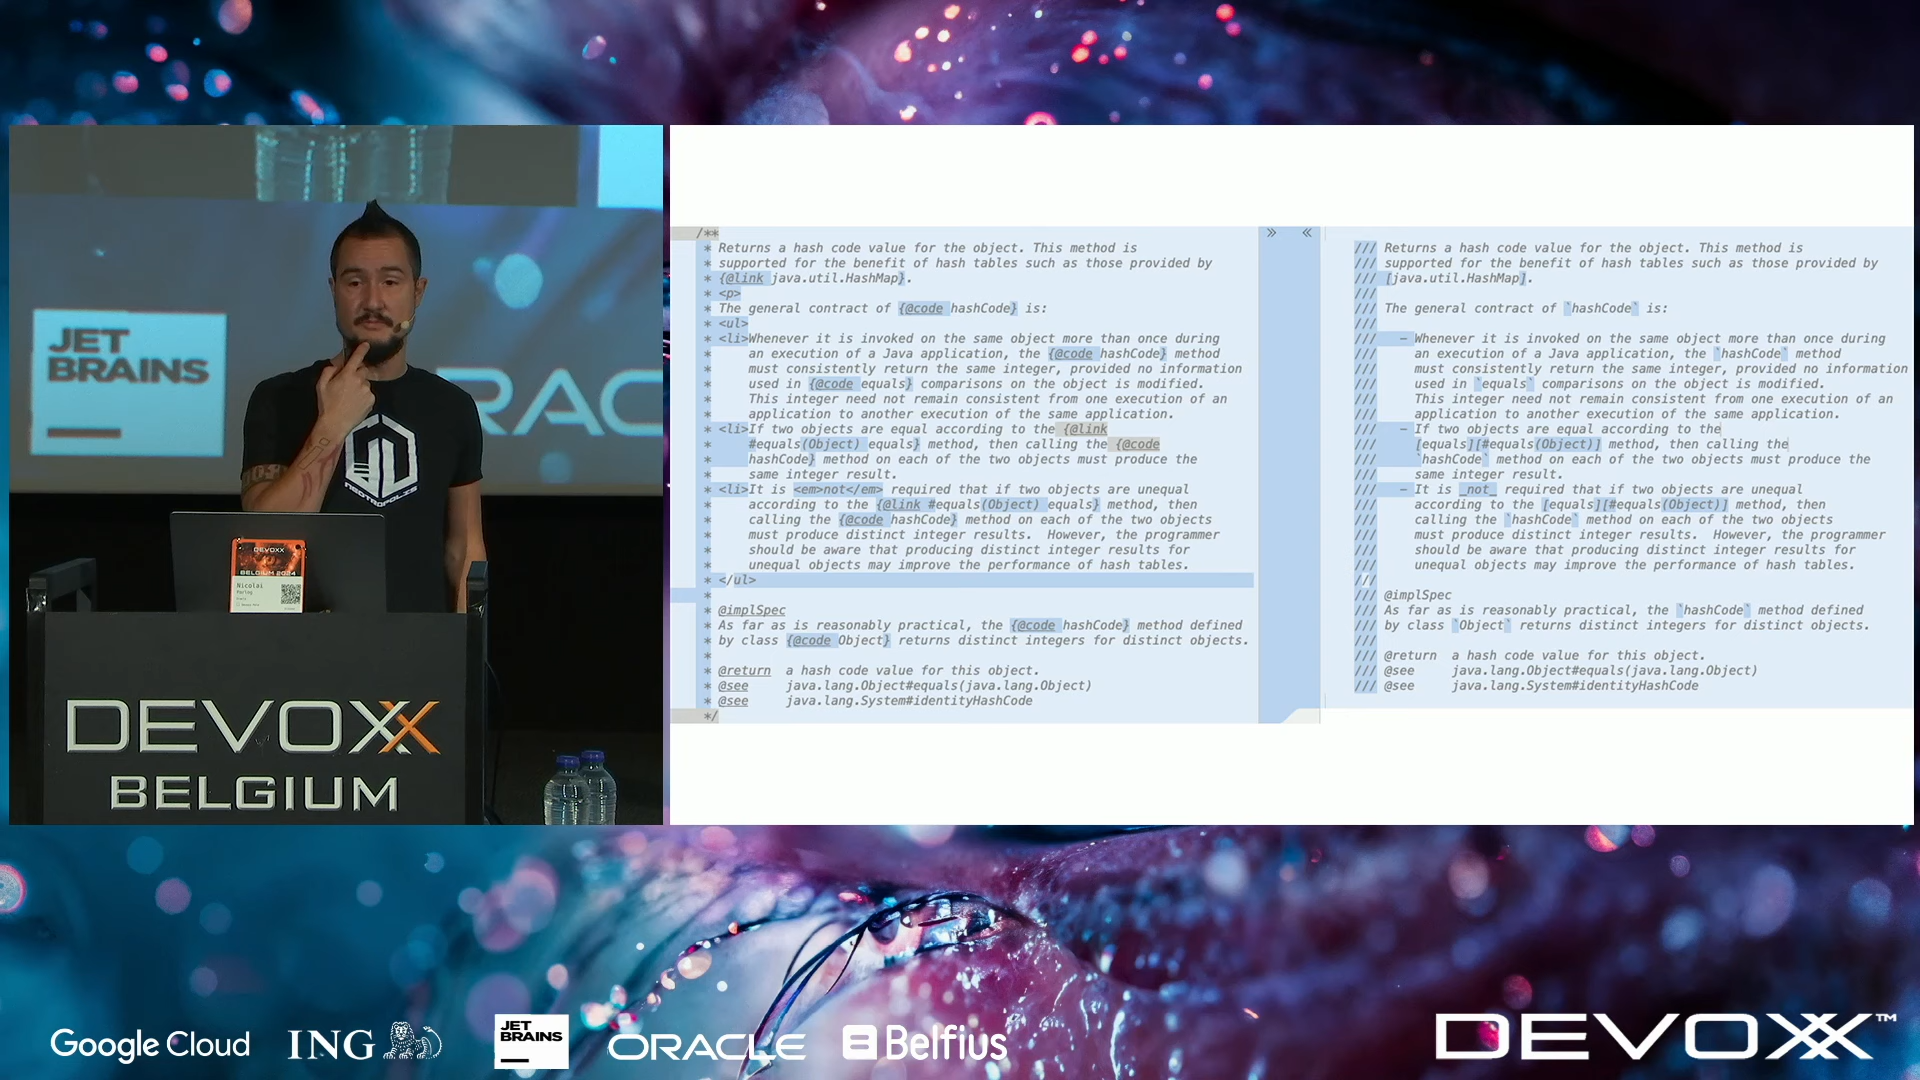 JET
BRAINS
RAC
NEOTROPOLIS
DEVOXX
BELGIUM 2024
Nicolai
Parlog
DEVOXX
BELGIUM
/**
* Returns a hash code value for the object. This method is
* supported for the benefit of hash tables such as those provided by
* {@link java.util.HashMap}.
* <p>
* The general contract of {@code hashCode} is:
* <ul>
* <li>Whenever it is invoked on the same object more than once during
* an execution of a Java application, the {@code hashCode} method
* must consistently return the same integer, provided no information
* used in {@code equals} comparisons on the object is modified.
* This integer need not remain consistent from one execution of an
* application to another execution of the same application.
* <li>If two objects are equal according to the {@link
* #equals(Object) equals} method, then calling the {@code
* hashCode} method on each of the two objects must produce the
* same integer result.
* <li>It is <em>not</em> required that if two objects are unequal
* according to the {@link #equals(Object) equals} method, then
* calling the {@code hashCode} method on each of the two objects
* must produce distinct integer results.  However, the programmer
* should be aware that producing distinct integer results for
* unequal objects may improve the performance of hash tables.
* </ul>
*
* @implSpec
* As far as is reasonably practical, the {@code hashCode} method defined
* by class {@code Object} returns distinct integers for distinct objects.
*
* @return  a hash code value for this object.
* @see     java.lang.Object#equals(java.lang.Object)
* @see     java.lang.System#identityHashCode
*/
» «
/// Returns a hash code value for the object. This method is
/// supported for the benefit of hash tables such as those provided by
/// [java.util.HashMap].
///
/// The general contract of `hashCode` is:
///
/// - Whenever it is invoked on the same object more than once during
/// an execution of a Java application, the `hashCode` method
/// must consistently return the same integer, provided no information
/// used in `equals` comparisons on the object is modified.
/// This integer need not remain consistent from one execution of an
/// application to another execution of the same application.
/// - If two objects are equal according to the
/// [equals][#equals(Object)] method, then calling the
/// `hashCode` method on each of the two objects must produce the
/// same integer result.
/// - It is _not_ required that if two objects are unequal
/// according to the [equals][#equals(Object)] method, then
/// calling the `hashCode` method on each of the two objects
/// must produce distinct integer results.  However, the programmer
/// should be aware that producing distinct integer results for
/// unequal objects may improve the performance of hash tables.
///
/// @implSpec
/// As far as is reasonably practical, the `hashCode` method defined
/// by class `Object` returns distinct integers for distinct objects.
///
/// @return  a hash code value for this object.
/// @see     java.lang.Object#equals(java.lang.Object)
/// @see     java.lang.System#identityHashCode
Google Cloud
ING
JET
BRAINS
ORACLE
Belfius
DEVOXX™